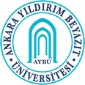 ANKARA YILDIRIM BEYAZIT
AYBÜ
ÜNİVERSİTESİ